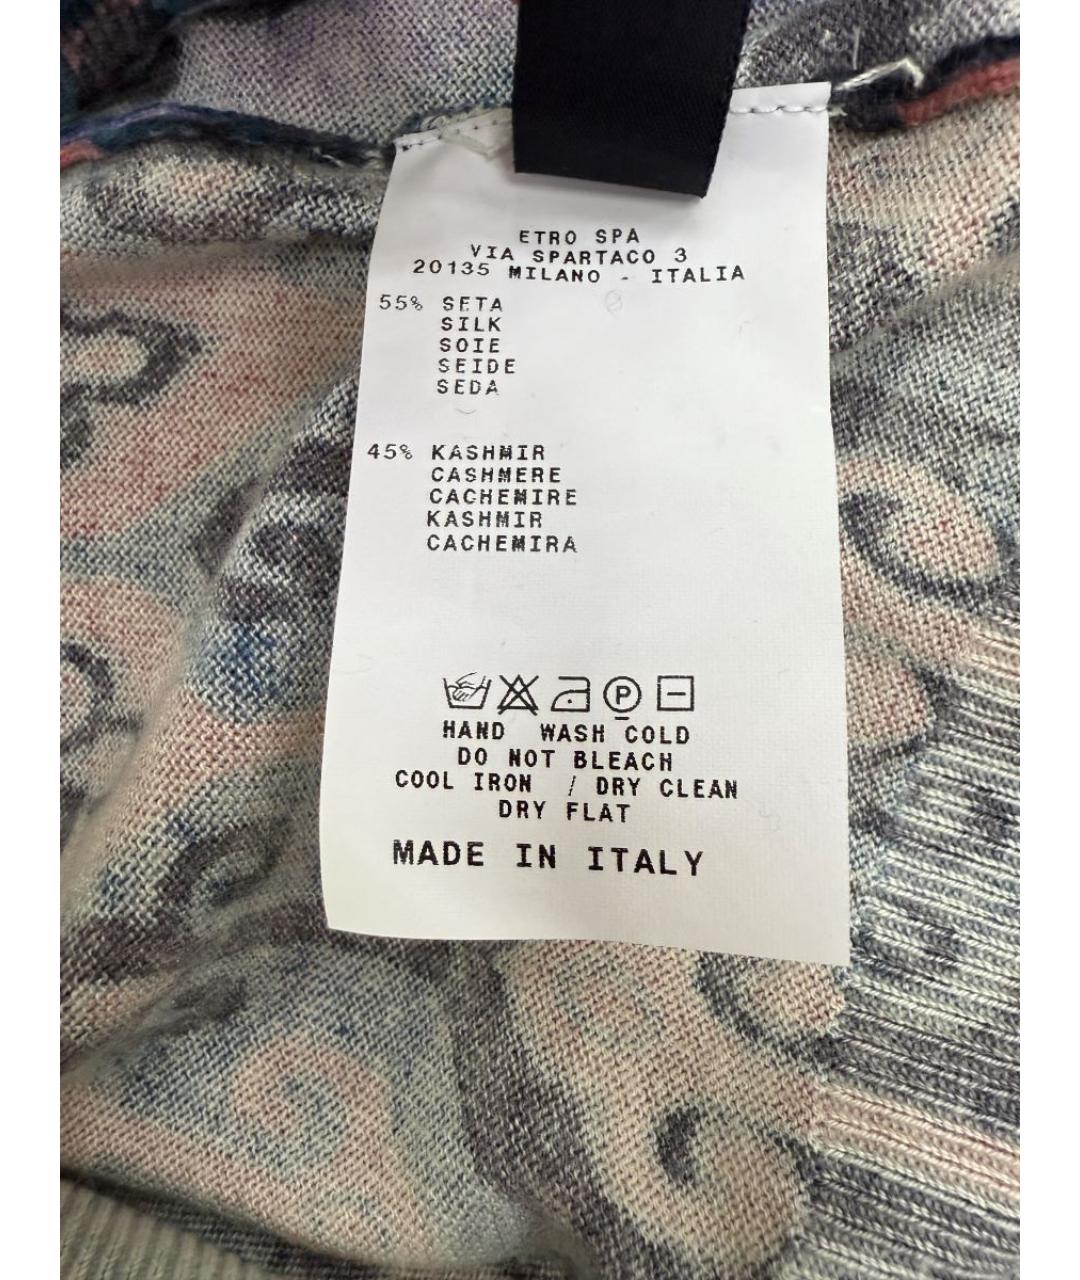 ETRO SPA
VIA SPARTACO 3
20135 MILANO - ITALIA
55% SETA
SILK
SOIE
SEIDE
SEDA
45% KASHMIR
CASHMERE
CACHEMIRE
KASHMIR
CACHEMIRA
P
HAND WASH COLD
DO NOT BLEACH
COOL IRON / DRY CLEAN
DRY FLAT
MADE IN ITALY